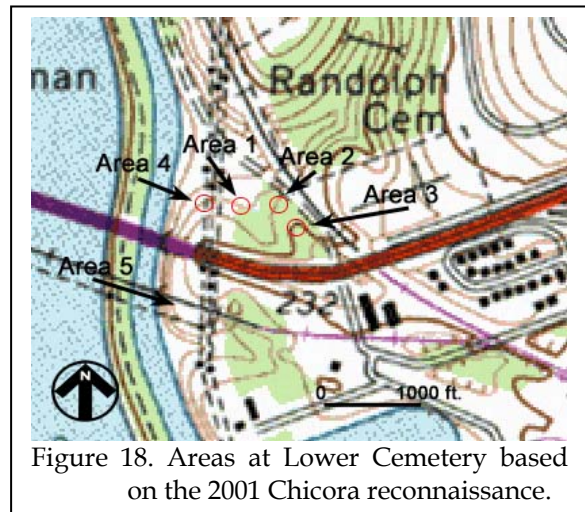 man
Randolph
Cem
Area 1
Area 4
Area 2
Area 3
Area 5
232
N
0 1000 ft.
Figure 18. Areas at Lower Cemetery based
on the 2001 Chicora reconnaissance.